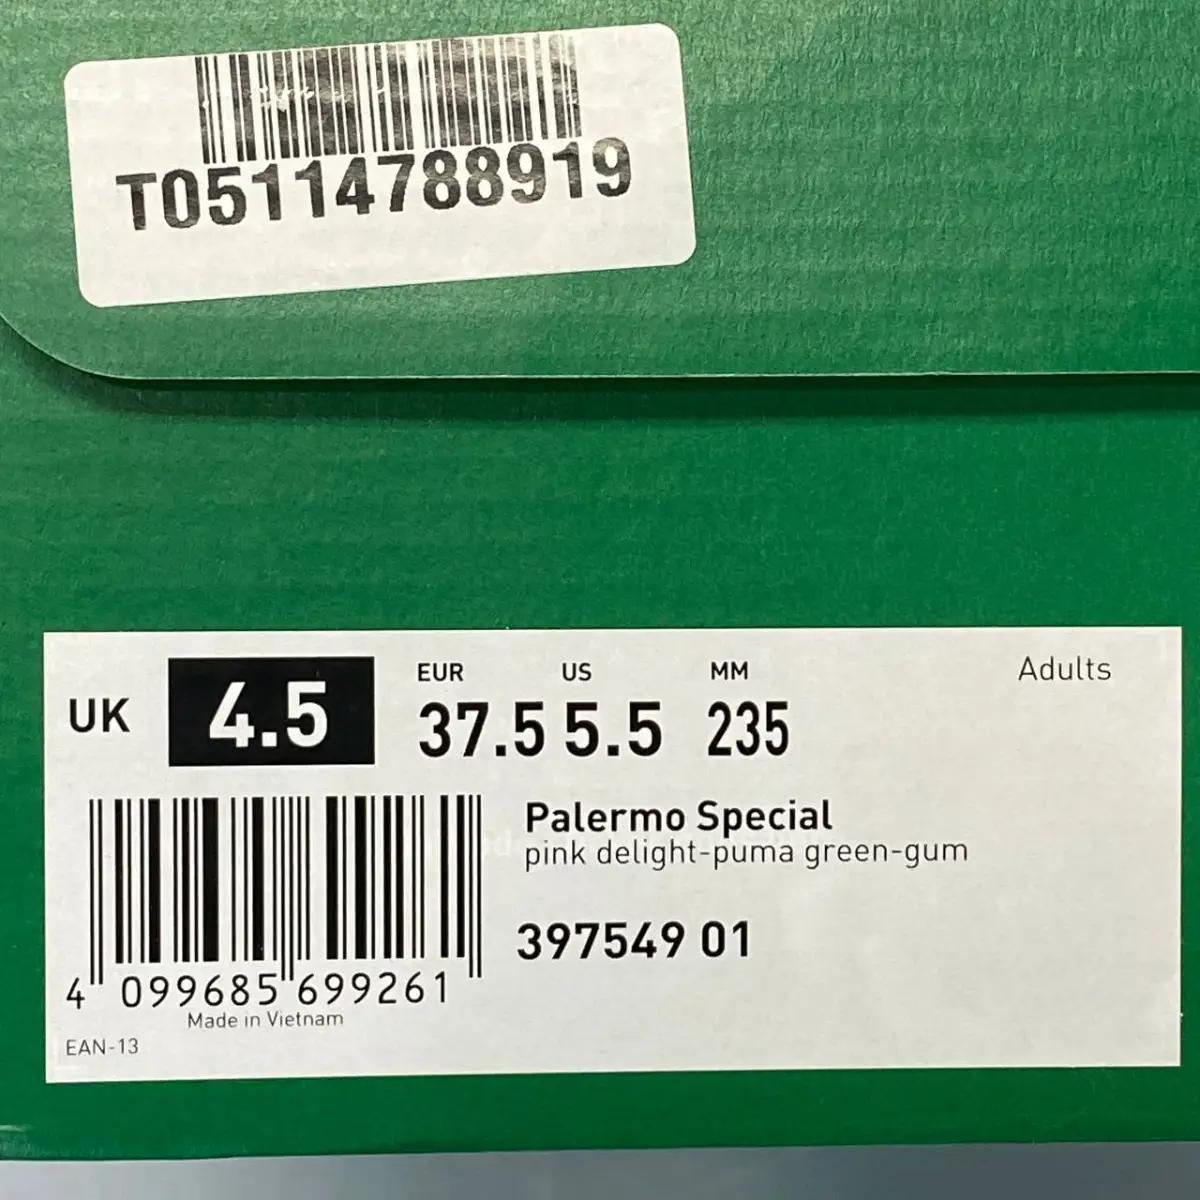 T05114788919
UK 4.5
EUR US MM
37.5 5.5 235
Adults
Palermo Special
pink delight-puma green-gum
397549 01
4 099685 699261
Made in Vietnam
EAN-13